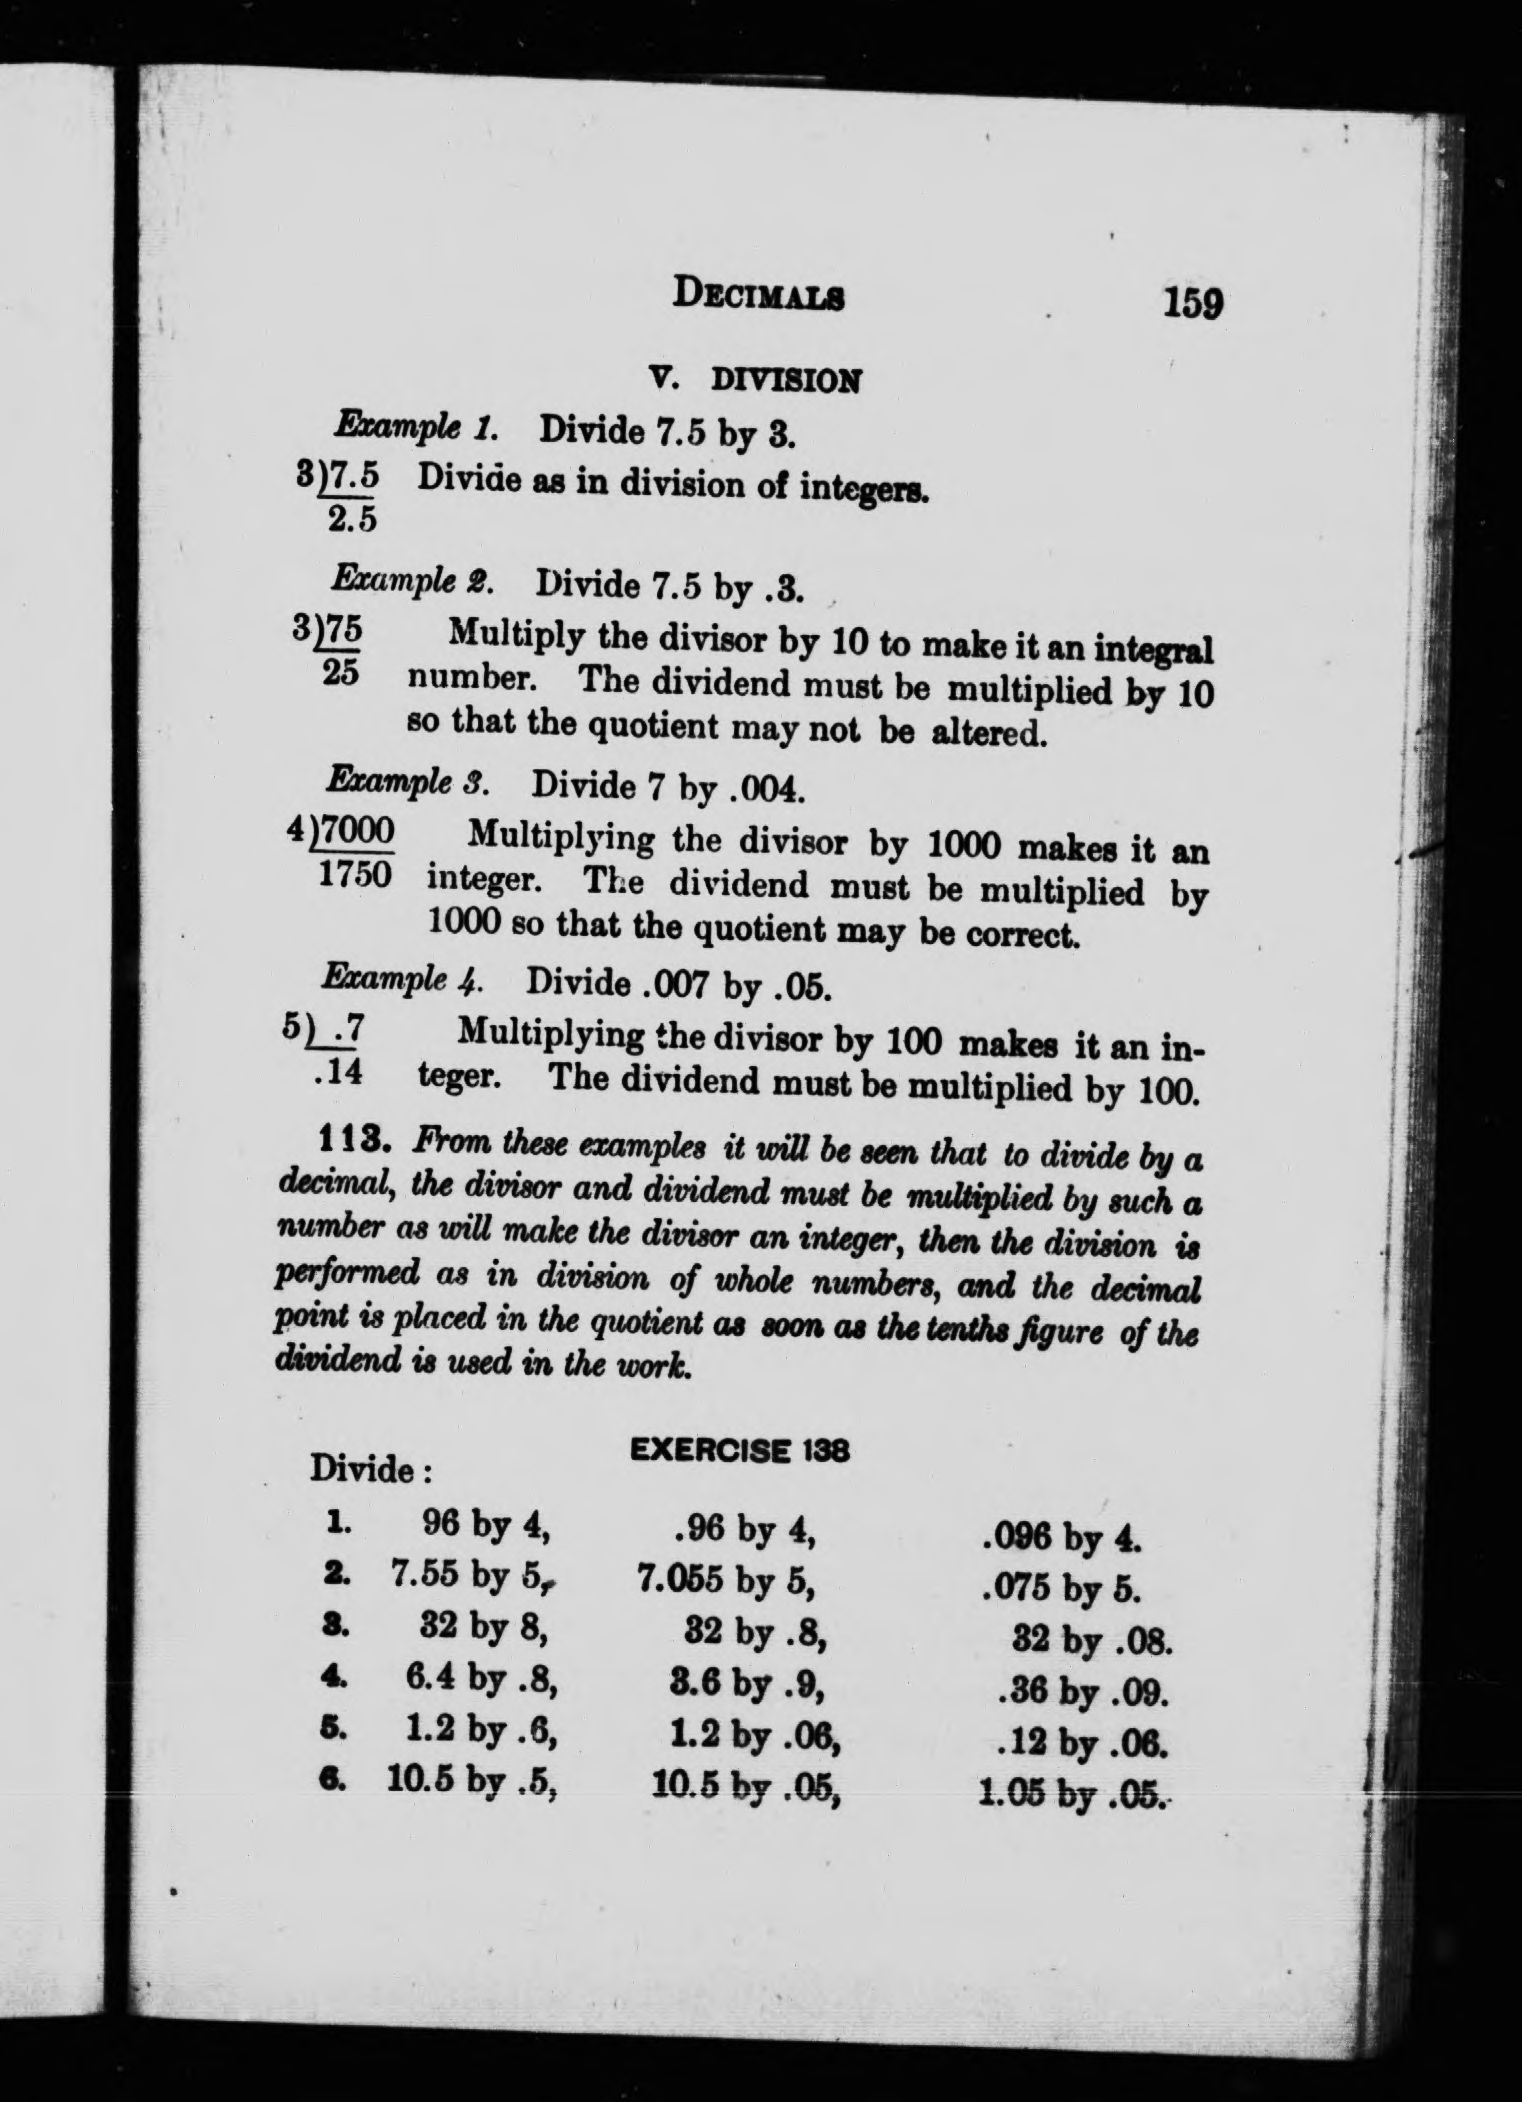 DECIMALS 159
V. DIVISION
Example 1. Divide 7.5 by 3.
3)7.5 Divide as in division of integers.
2.5
Example 2. Divide 7.5 by .3.
3)75 Multiply the divisor by 10 to make it an integral
25 number. The dividend must be multiplied by 10
so that the quotient may not be altered.
Example 3. Divide 7 by .004.
4)7000 Multiplying the divisor by 1000 makes it an
1750 integer. The dividend must be multiplied by
1000 so that the quotient may be correct.
Example 4. Divide .007 by .05.
5) .7 Multiplying the divisor by 100 makes it an in-
.14 teger. The dividend must be multiplied by 100.
113. From these examples it will be seen that to divide by a
decimal, the divisor and dividend must be multiplied by such a
number as will make the divisor an integer, then the division is
performed as in division of whole numbers, and the decimal
point is placed in the quotient as soon as the tenths figure of the
dividend is used in the work.
EXERCISE 138
Divide :
1. 96 by 4, .96 by 4, .096 by 4.
2. 7.55 by 5, 7.055 by 5, .075 by 5.
3. 32 by 8, 32 by .8, 32 by .08.
4. 6.4 by .8, 3.6 by .9, .36 by .09.
5. 1.2 by .6, 1.2 by .06, .12 by .06.
6. 10.5 by .5, 10.5 by .05, 1.05 by .05.